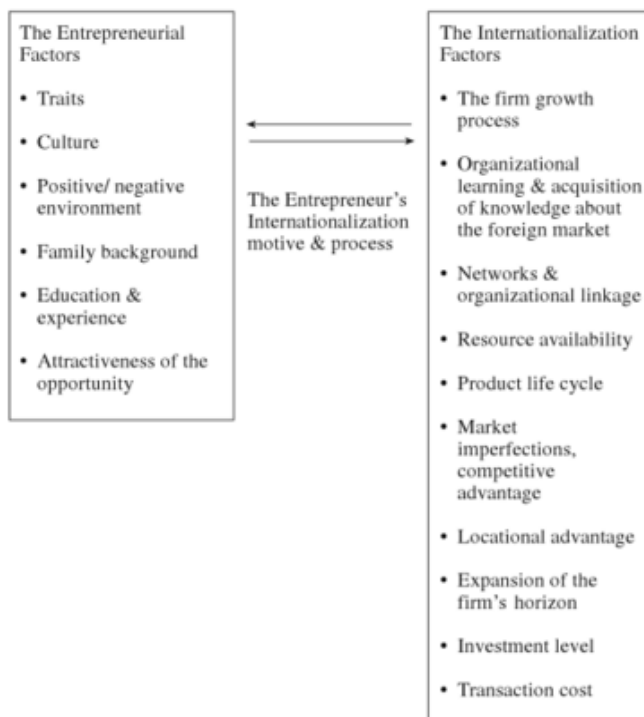 The Entrepreneurial
Factors
• Traits
• Culture
• Positive/ negative
environment
• Family background
• Education &
experience
• Attractiveness of the
opportunity
The Entrepreneur's
Internationalization
motive & process
The Internationalization
Factors
• The firm growth
process
• Organizational
learning & acquisition
of knowledge about
the foreign market
• Networks &
organizational linkage
• Resource availability
• Product life cycle
• Market
imperfections,
competitive
advantage
• Locational advantage
• Expansion of the
firm's horizon
• Investment level
• Transaction cost